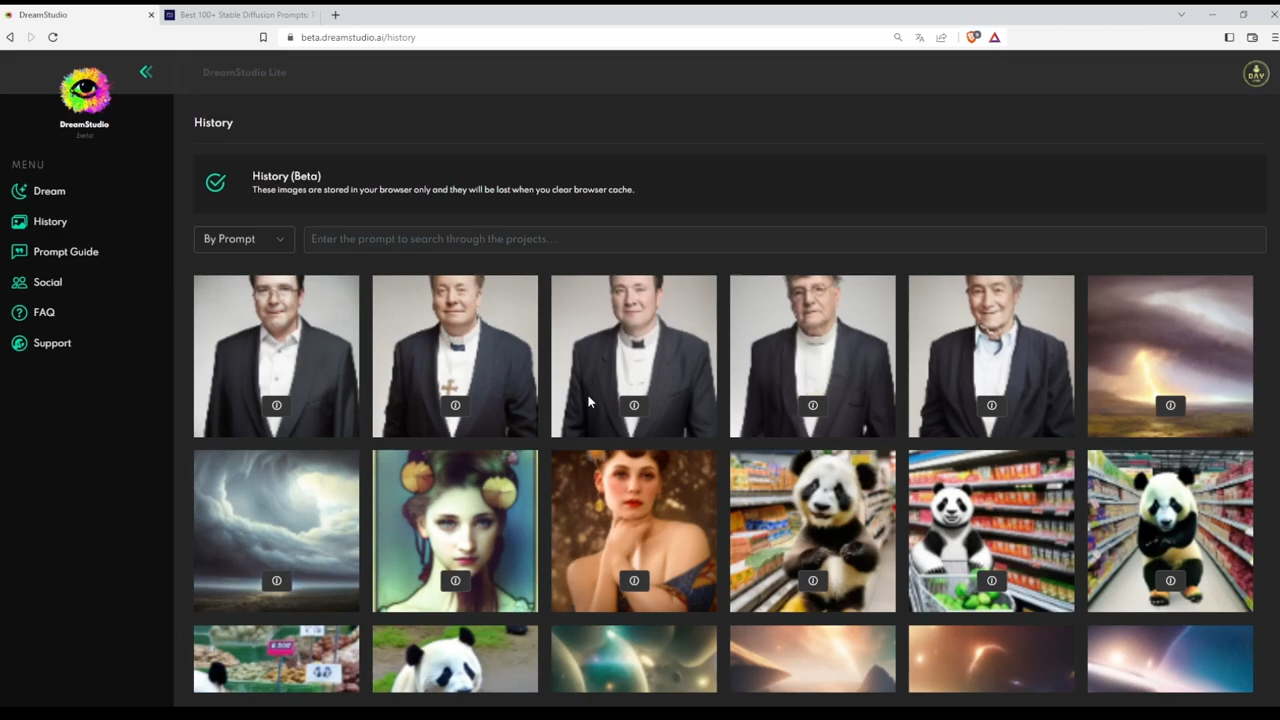 DreamStudio
Best 100+ Stable Diffusion Prompts:
beta.dreamstudio.ai/history
DreamStudio
beta
DreamStudio Lite
DAY
MENU
Dream
History
Prompt Guide
Social
FAQ
Support
History
History (Beta)
These images are stored in your browser only and they will be lost when you clear browser cache.
By Prompt
Enter the prompt to search through the projects...